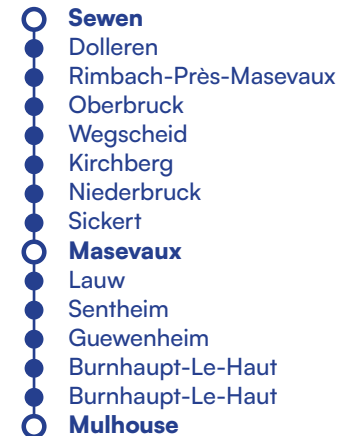 Sewen
Dolleren
Rimbach-Près-Masevaux
Oberbruck
Wegscheid
Kirchberg
Niederbruck
Sickert
Masevaux
Lauw
Sentheim
Guewenheim
Burnhaupt-Le-Haut
Burnhaupt-Le-Haut
Mulhouse